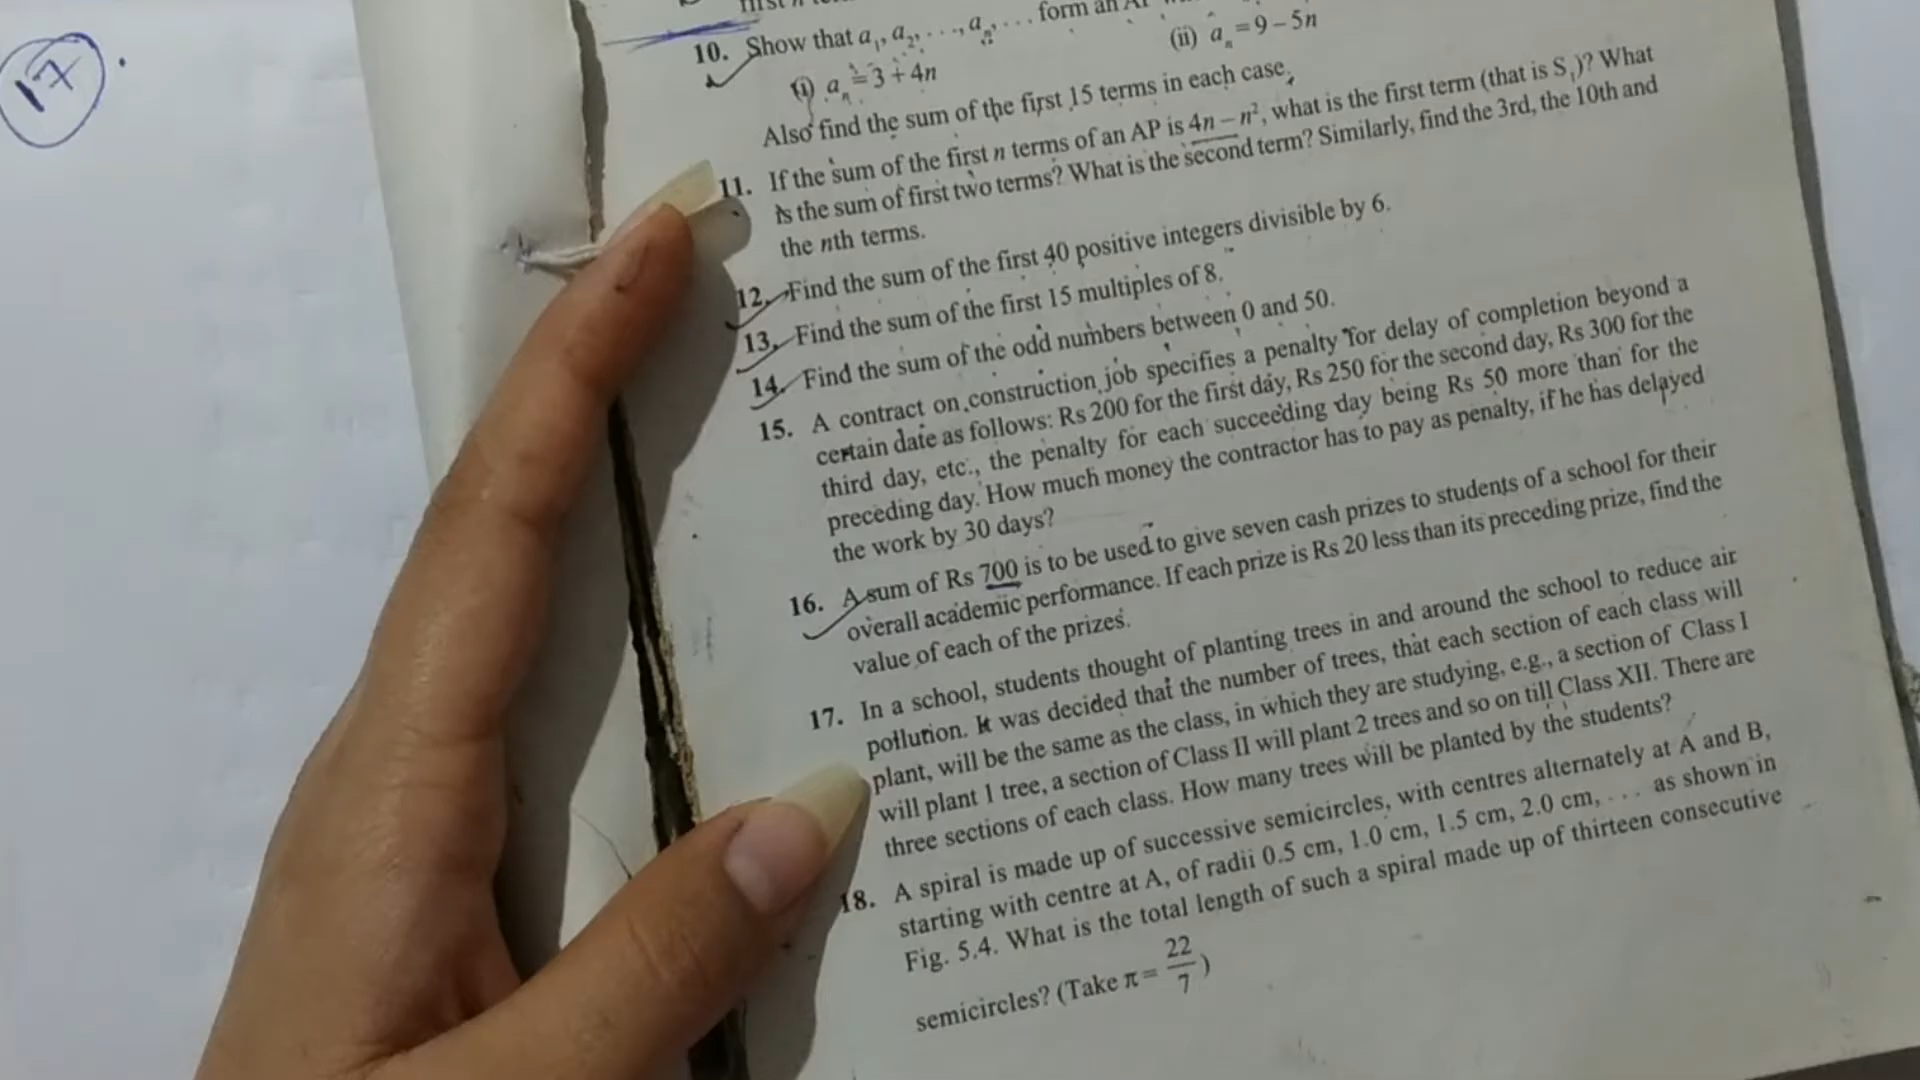 17.
10. Show that a₁, a₂, . . ., aₙ, . . . form an AP
(i) aₙ = 3 + 4n (ii) aₙ = 9 – 5n
Also find the sum of the first 15 terms in each case.
11. If the sum of the first n terms of an AP is 4n – n², what is the first term (that is S₁)? What
is the sum of first two terms? What is the second term? Similarly, find the 3rd, the 10th and
the nth terms.
12. Find the sum of the first 40 positive integers divisible by 6.
13. Find the sum of the first 15 multiples of 8.
14. Find the sum of the odd numbers between 0 and 50.
15. A contract on construction job specifies a penalty for delay of completion beyond a
certain date as follows: Rs 200 for the first day, Rs 250 for the second day, Rs 300 for the
third day, etc., the penalty for each succeeding day being Rs 50 more than for the
preceding day. How much money the contractor has to pay as penalty, if he has delayed
the work by 30 days?
16. A sum of Rs 700 is to be used to give seven cash prizes to students of a school for their
overall academic performance. If each prize is Rs 20 less than its preceding prize, find the
value of each of the prizes.
17. In a school, students thought of planting trees in and around the school to reduce air
pollution. It was decided that the number of trees, that each section of each class will
plant, will be the same as the class, in which they are studying, e.g., a section of Class I
will plant 1 tree, a section of Class II will plant 2 trees and so on till Class XII. There are
three sections of each class. How many trees will be planted by the students?
18. A spiral is made up of successive semicircles, with centres alternately at A and B,
starting with centre at A, of radii 0.5 cm, 1.0 cm, 1.5 cm, 2.0 cm, . . . as shown in
Fig. 5.4. What is the total length of such a spiral made up of thirteen consecutive
semicircles? (Take π = 22/7)